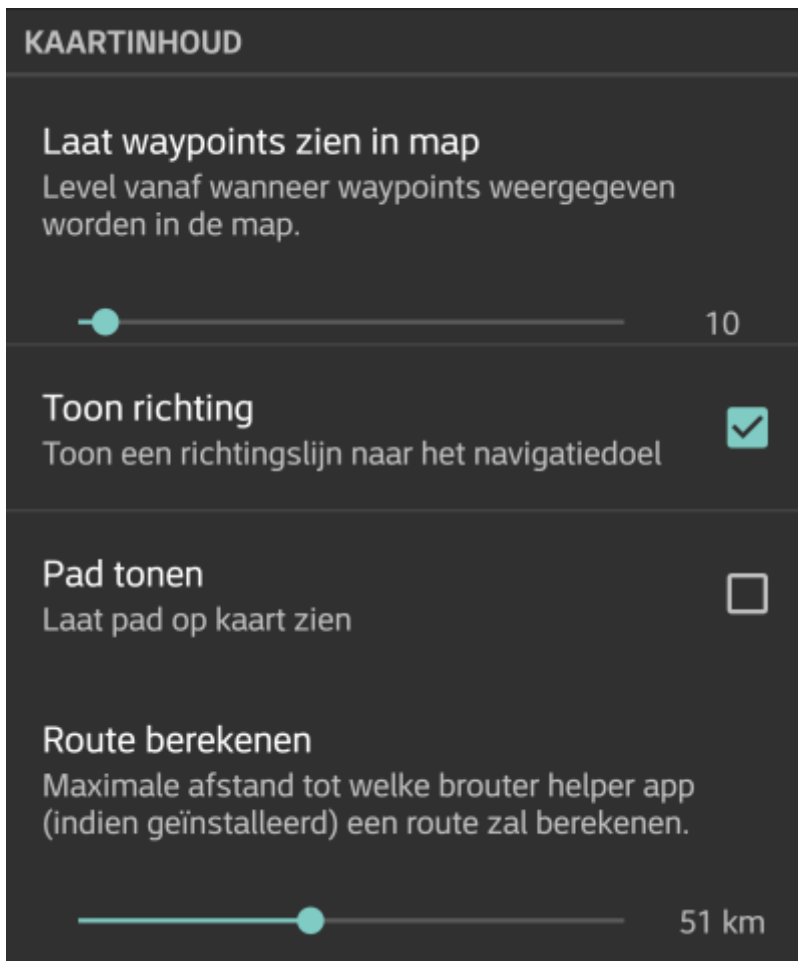 KAARTINHOUD
Laat waypoints zien in map
Level vanaf wanneer waypoints weergegeven
worden in de map.
10
Toon richting
Toon een richtingslijn naar het navigatiedoel
Pad tonen
Laat pad op kaart zien
Route berekenen
Maximale afstand tot welke brouter helper app
(indien geïnstalleerd) een route zal berekenen.
51 km